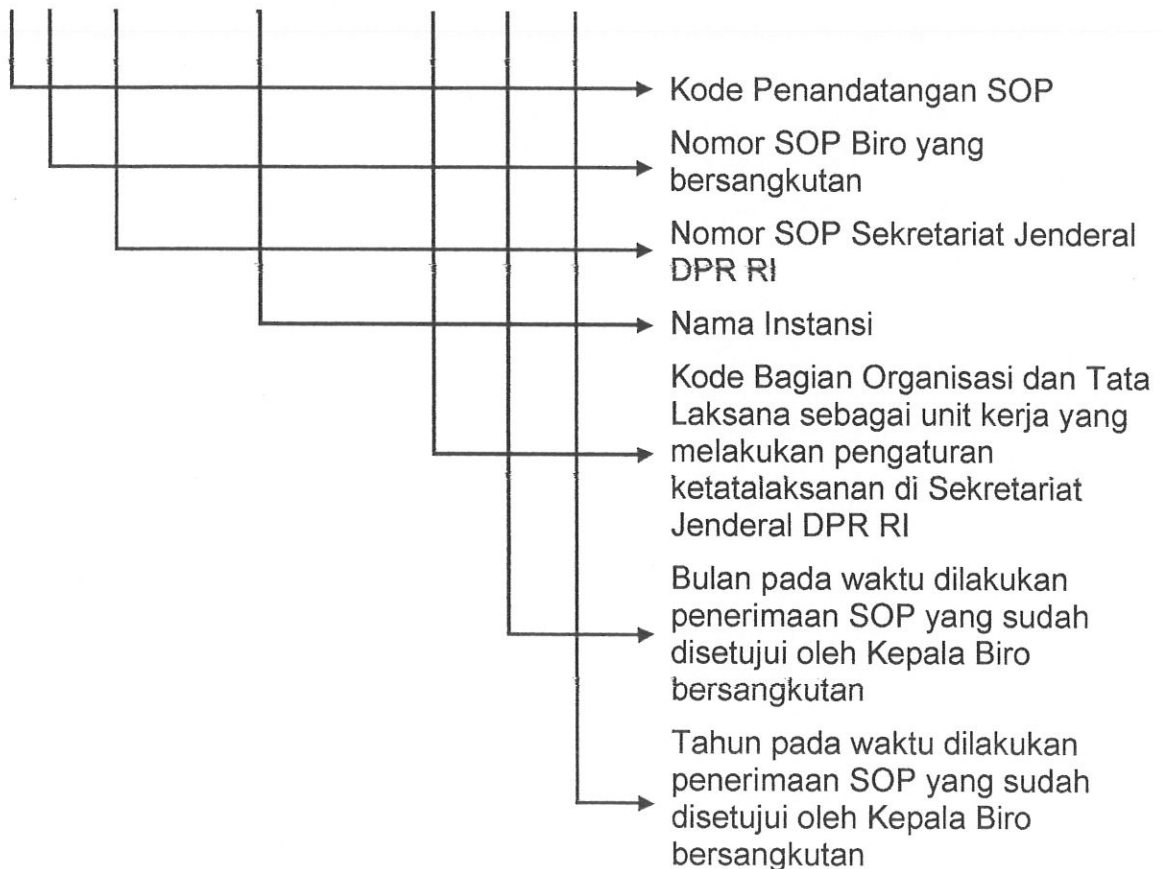 Kode Penandatangan SOP
Nomor SOP Biro yang
bersangkutan
Nomor SOP Sekretariat Jenderal
DPR RI
Nama Instansi
Kode Bagian Organisasi dan Tata
Laksana sebagai unit kerja yang
melakukan pengaturan
ketatalaksanan di Sekretariat
Jenderal DPR RI
Bulan pada waktu dilakukan
penerimaan SOP yang sudah
disetujui oleh Kepala Biro
bersangkutan
Tahun pada waktu dilakukan
penerimaan SOP yang sudah
disetujui oleh Kepala Biro
bersangkutan